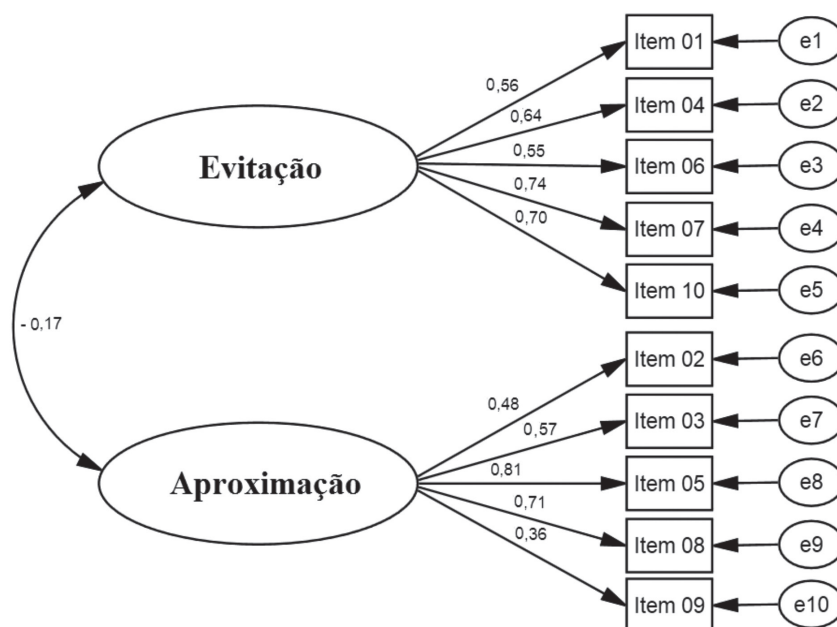 Item 01
e1
0,56
Item 04
e2
0,64
Evitação
0,55
Item 06
e3
0,74
Item 07
e4
0,70
Item 10
e5
- 0,17
Item 02
e6
0,48
Item 03
e7
0,57
Aproximação
0,81
Item 05
e8
0,71
Item 08
e9
0,36
Item 09
e10